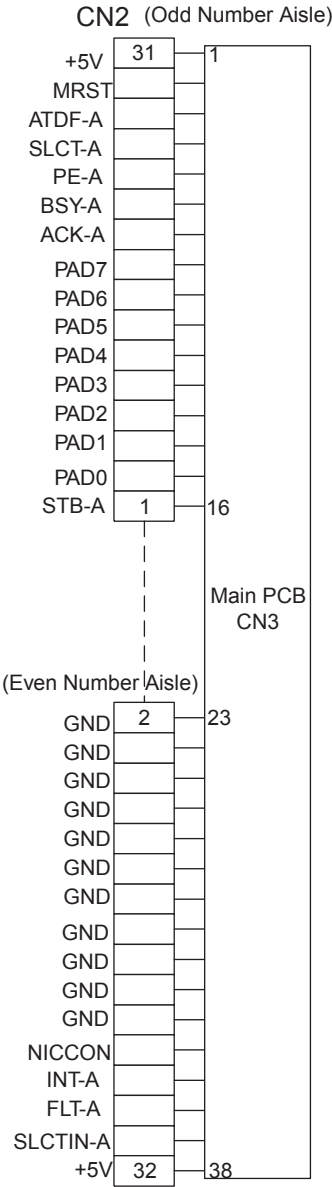 CN2 (Odd Number Aisle)
+5V 31 1
MRST
ATDF-A
SLCT-A
PE-A
BSY-A
ACK-A
PAD7
PAD6
PAD5
PAD4
PAD3
PAD2
PAD1
PAD0
STB-A 1 16
Main PCB
CN3
(Even Number Aisle)
GND 2 23
GND
GND
GND
GND
GND
GND
GND
GND
GND
GND
NICCON
INT-A
FLT-A
SLCTIN-A
+5V 32 38